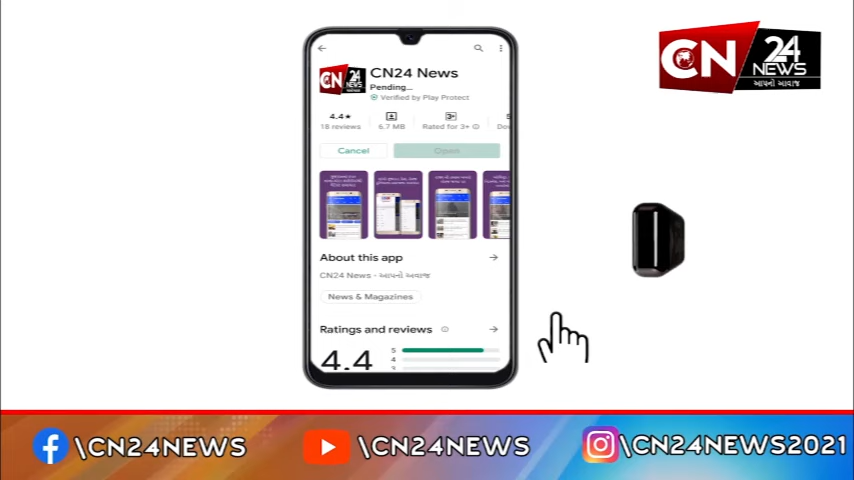 CN24 News
Pending...
Verified by Play Protect
4.4★
18 reviews
6.7 MB
3+
Rated for 3+
Cancel
Open
About this app
CN24 News - આપનો અવાજ
News & Magazines
Ratings and reviews
4.4
5
4
3
CN
24
NEWS
આપનો અવાજ
\CN24NEWS
\CN24NEWS
\CN24NEWS2021